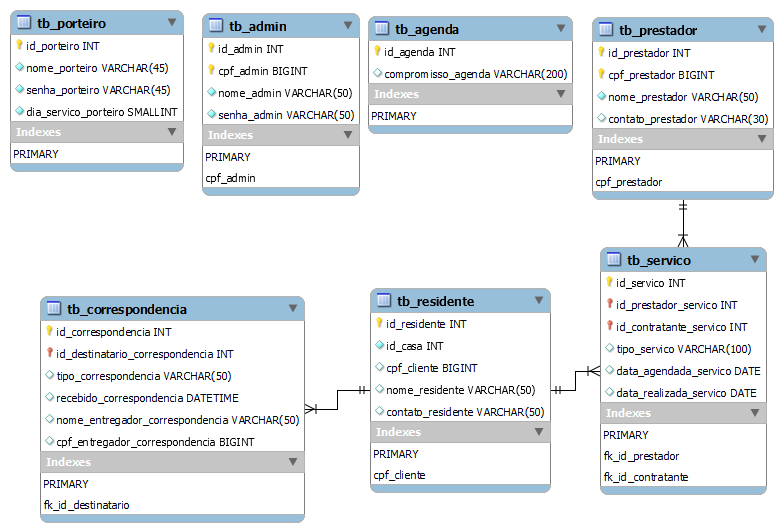 tb_porteiro
id_porteiro INT
nome_porteiro VARCHAR(45)
senha_porteiro VARCHAR(45)
dia_servico_porteiro SMALLINT
Indexes
PRIMARY
tb_admin
id_admin INT
cpf_admin BIGINT
nome_admin VARCHAR(50)
senha_admin VARCHAR(50)
Indexes
PRIMARY
cpf_admin
tb_agenda
id_agenda INT
compromisso_agenda VARCHAR(200)
Indexes
PRIMARY
tb_prestador
id_prestador INT
cpf_prestador BIGINT
nome_prestador VARCHAR(50)
contato_prestador VARCHAR(30)
Indexes
PRIMARY
cpf_prestador
tb_correspondencia
id_correspondencia INT
id_destinatario_correspondencia INT
tipo_correspondencia VARCHAR(50)
recebido_correspondencia DATETIME
nome_entregador_correspondencia VARCHAR(50)
cpf_entregador_correspondencia BIGINT
Indexes
PRIMARY
fk_id_destinatario
tb_residente
id_residente INT
id_casa INT
cpf_cliente BIGINT
nome_residente VARCHAR(50)
contato_residente VARCHAR(50)
Indexes
PRIMARY
cpf_cliente
tb_servico
id_servico INT
id_prestador_servico INT
id_contratante_servico INT
tipo_servico VARCHAR(100)
data_agendada_servico DATE
data_realizada_servico DATE
Indexes
PRIMARY
fk_id_prestador
fk_id_contratante